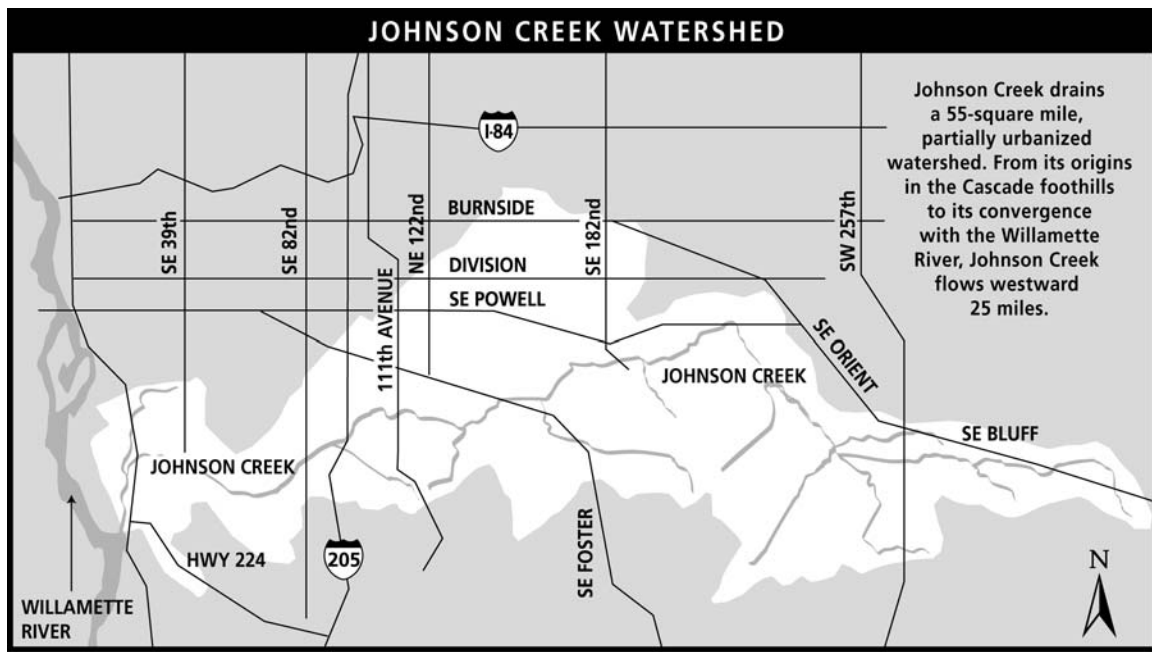 JOHNSON CREEK WATERSHED
Johnson Creek drains
a 55-square mile,
partially urbanized
watershed. From its origins
in the Cascade foothills
to its convergence
with the Willamette
River, Johnson Creek
flows westward
25 miles.
I-84
SE 39th
SE 82nd
111th AVENUE
NE 122nd
SE 182nd
SW 257th
BURNSIDE
DIVISION
SE POWELL
SE ORIENT
JOHNSON CREEK
SE BLUFF
JOHNSON CREEK
HWY 224
205
SE FOSTER
WILLAMETTE
RIVER
N